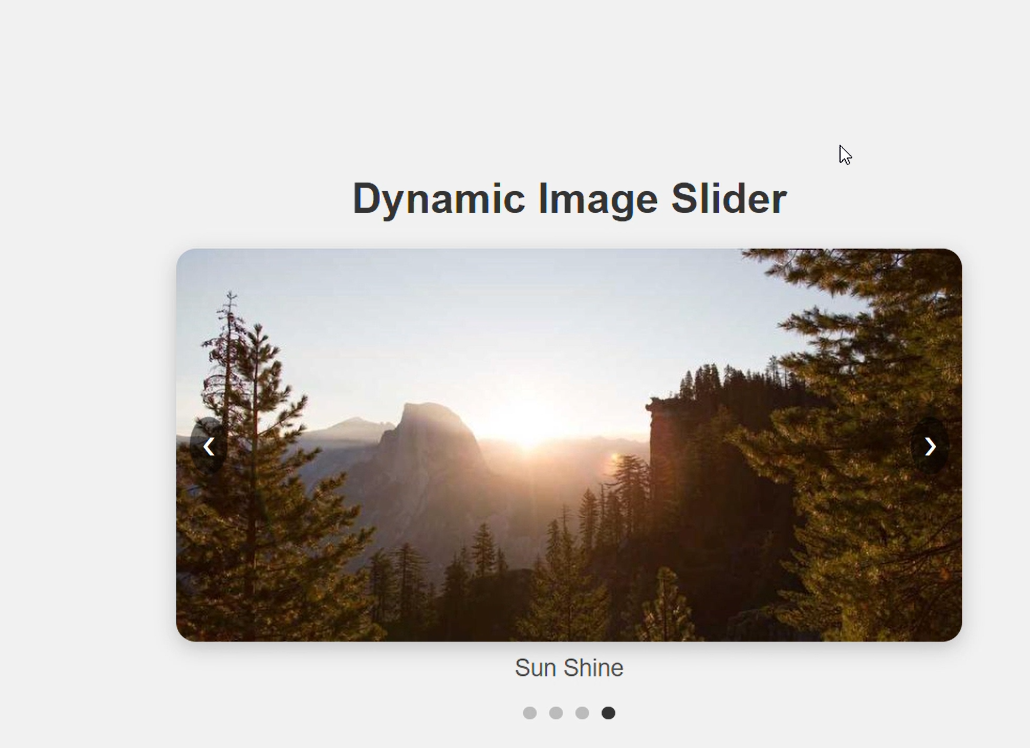 Dynamic Image Slider
❮ ❯
Sun Shine